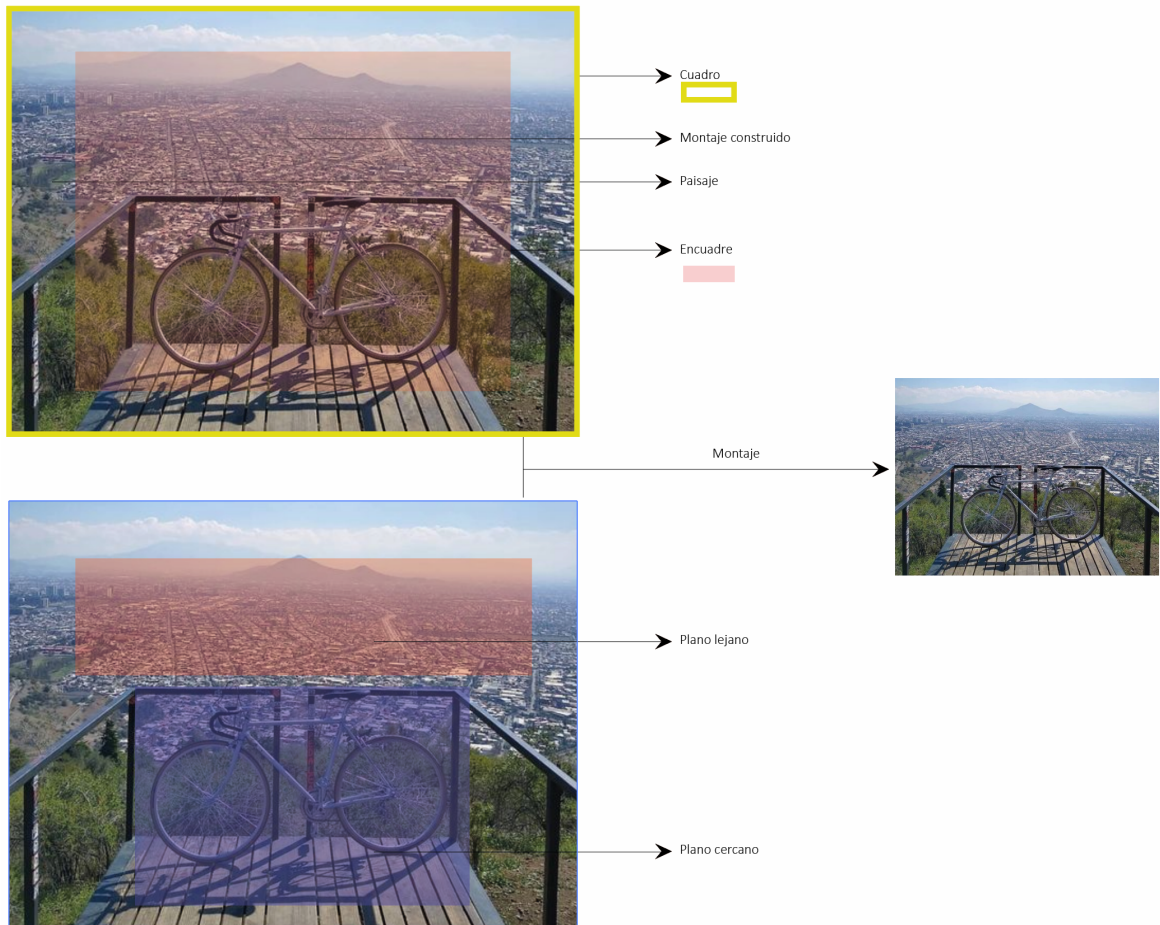 Cuadro
Montaje construido
Paisaje
Encuadre
Montaje
Plano lejano
Plano cercano